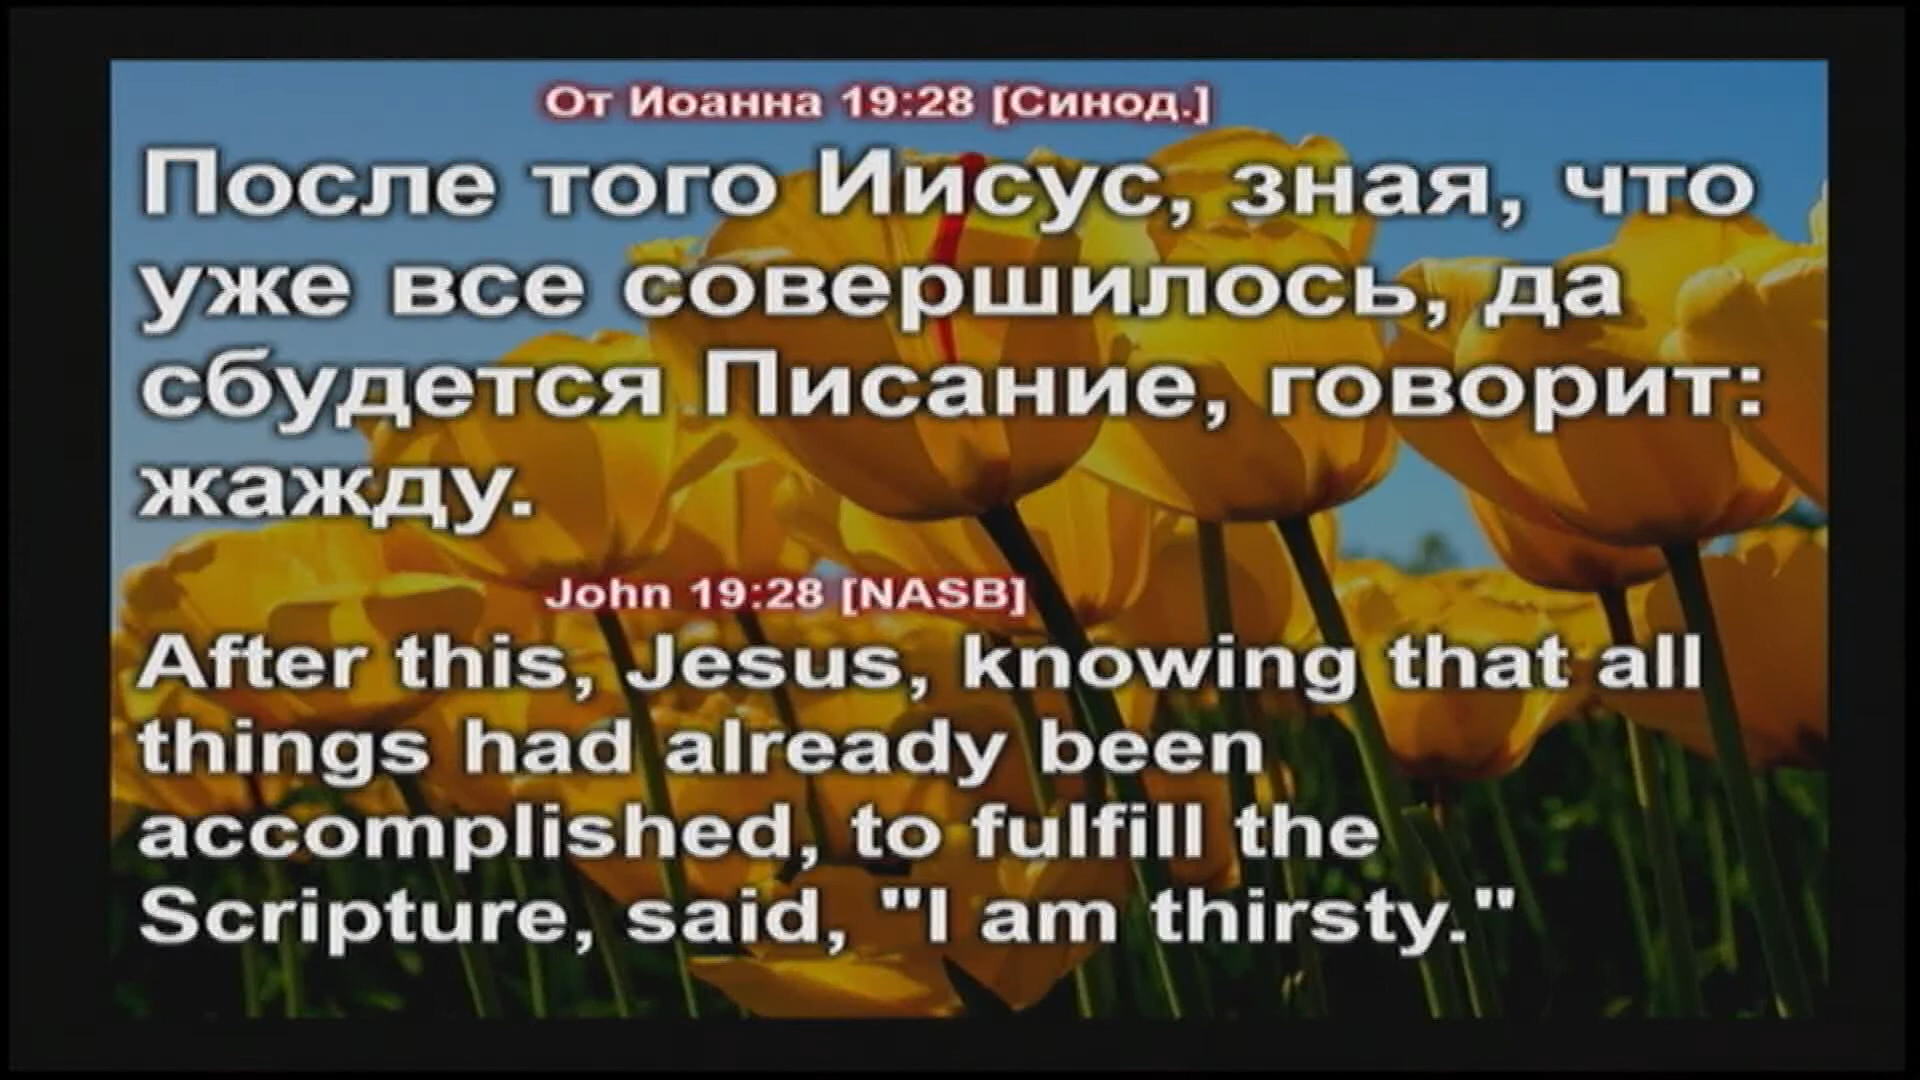 От Иоанна 19:28 [Синод.]
После того Иисус, зная, что
уже все совершилось, да
сбудется Писание, говорит:
жажду.
John 19:28 [NASB]
After this, Jesus, knowing that all
things had already been
accomplished, to fulfill the
Scripture, said, "I am thirsty."